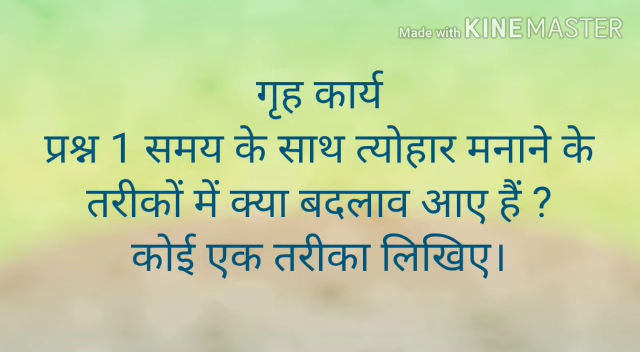 Made with KINEMASTER
गृह कार्य
प्रश्न 1 समय के साथ त्योहार मनाने के
तरीकों में क्या बदलाव आए हैं ?
कोई एक तरीका लिखिए।